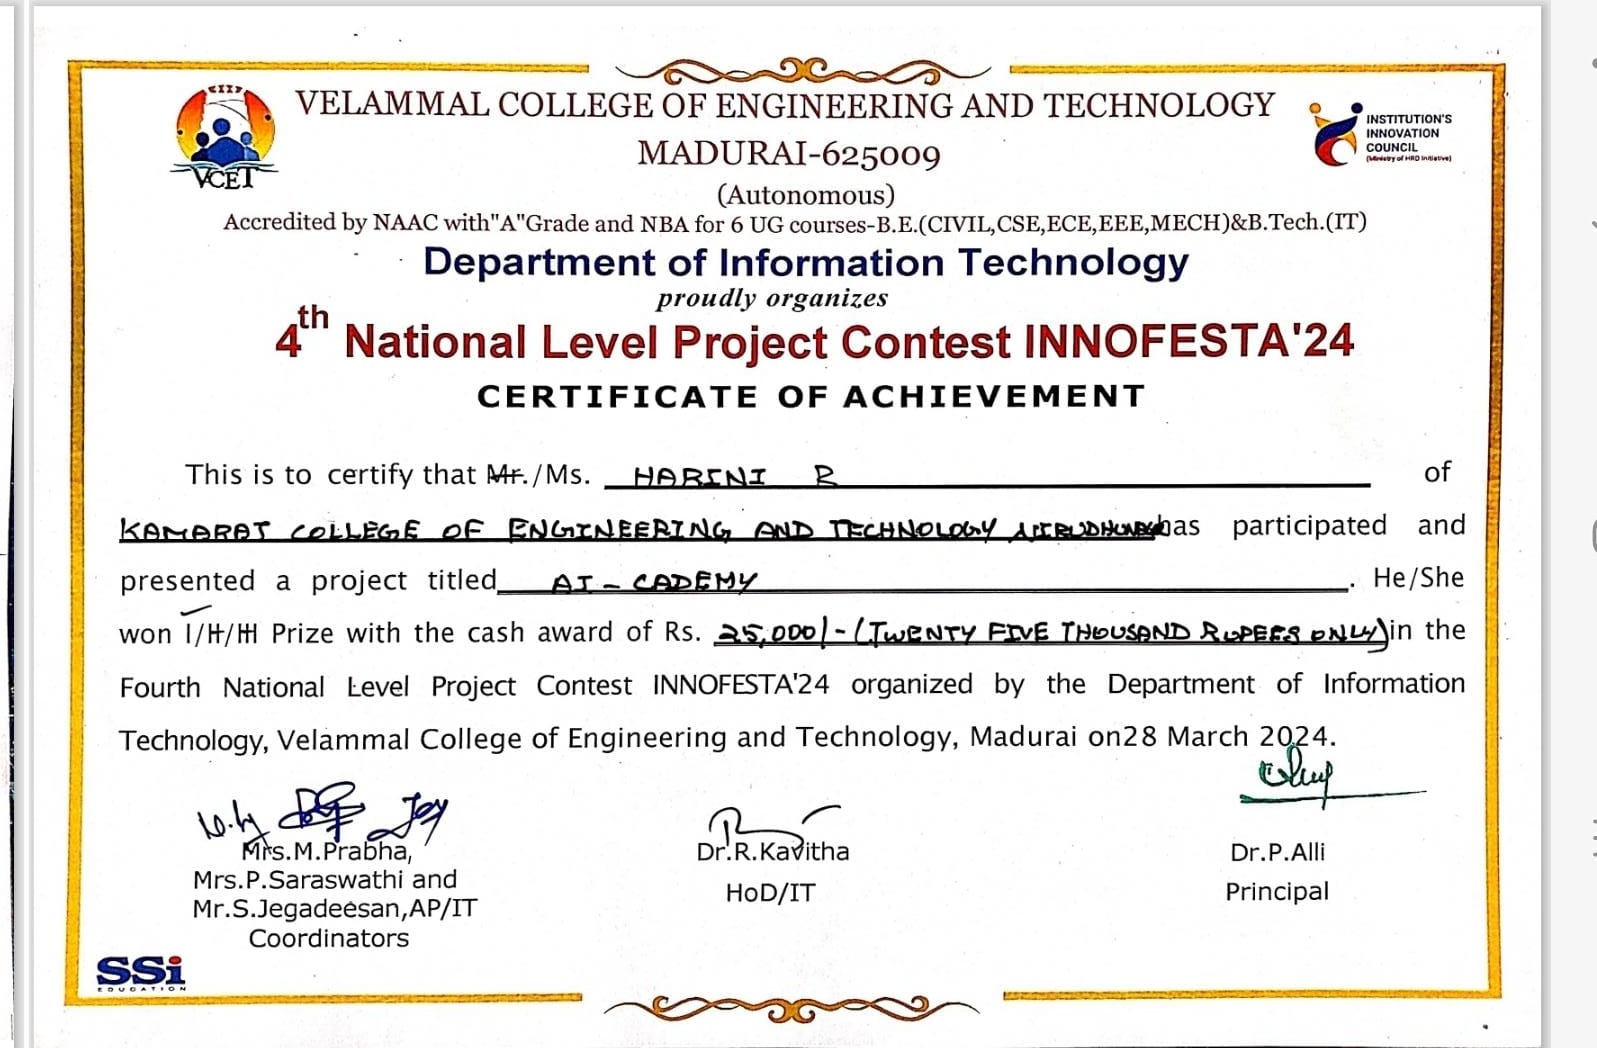 VELAMMAL COLLEGE OF ENGINEERING AND TECHNOLOGY
MADURAI-625009
(Autonomous)
VCET
INSTITUTION'S
INNOVATION
COUNCIL
(Ministry of HRD Initiative)
Accredited by NAAC with"A"Grade and NBA for 6 UG courses-B.E.(CIVIL,CSE,ECE,EEE,MECH)&B.Tech.(IT)
Department of Information Technology
proudly organizes
4th National Level Project Contest INNOFESTA'24
CERTIFICATE OF ACHIEVEMENT
This is to certify that Mr./Ms. HARINI R of
KAMARAJ COLLEGE OF ENGINEERING AND TECHNOLOGY has participated and
presented a project titled AI - CADEMY . He/She
won I/II/III Prize with the cash award of Rs. 25,000/-(TWENTY FIVE THOUSAND RUPEES ONLY) in the
Fourth National Level Project Contest INNOFESTA'24 organized by the Department of Information
Technology, Velammal College of Engineering and Technology, Madurai on28 March 2024.
Mrs.M.Prabha,
Mrs.P.Saraswathi and
Mr.S.Jegadeesan,AP/IT
Coordinators
Dr.R.Kavitha
HoD/IT
Dr.P.Alli
Principal
SSi
EDUCATION